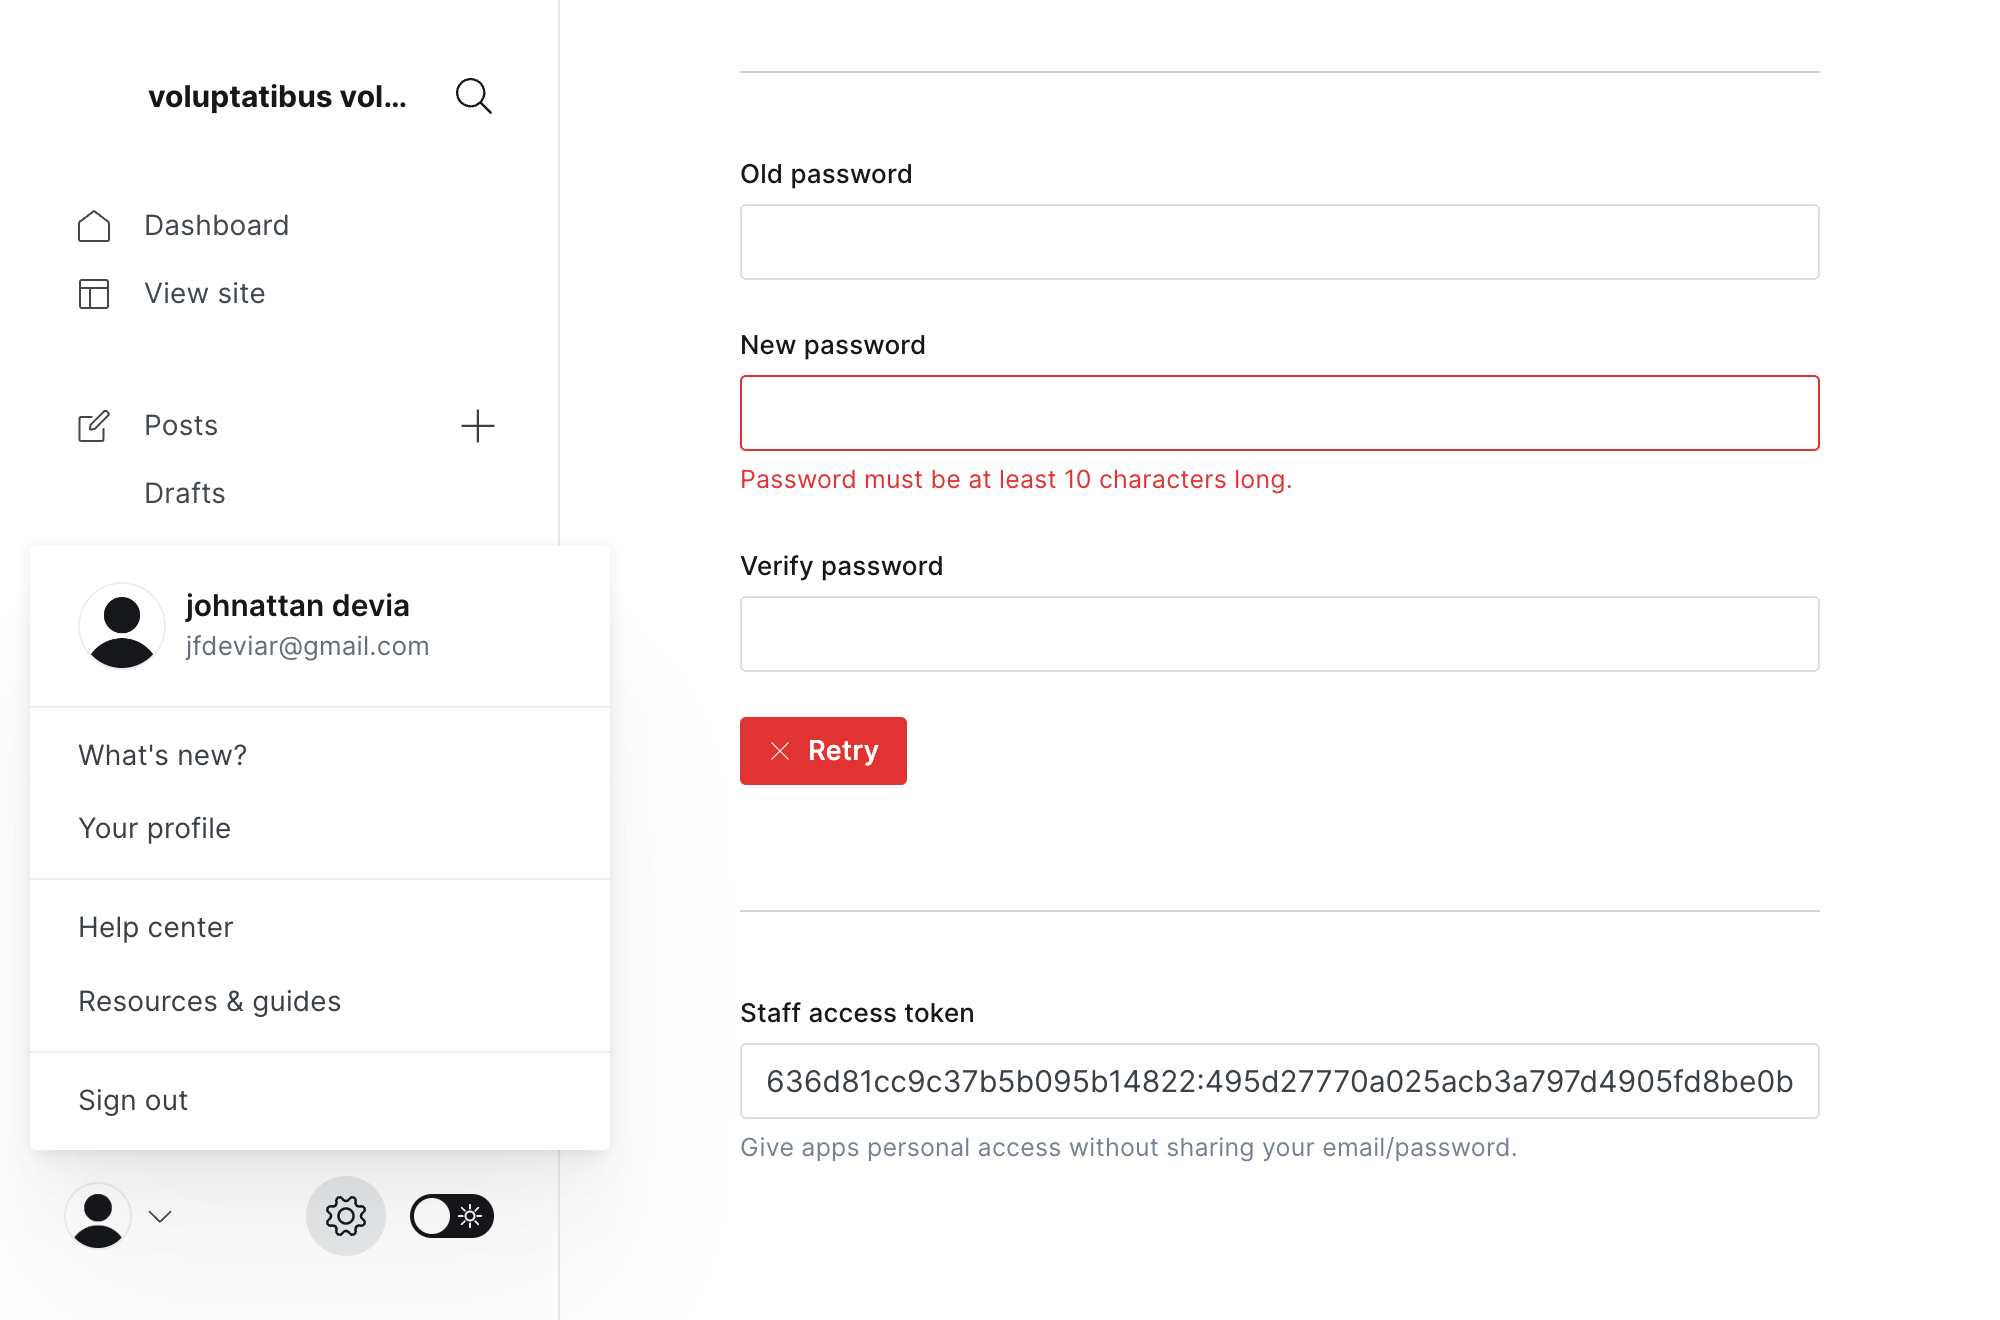 voluptatibus vol...
Dashboard
View site
Posts
Drafts
johnattan devia
jfdeviar@gmail.com
What's new?
Your profile
Help center
Resources & guides
Sign out
Old password
New password
Password must be at least 10 characters long.
Verify password
Retry
Staff access token
636d81cc9c37b5b095b14822:495d27770a025acb3a797d4905fd8be0b
Give apps personal access without sharing your email/password.